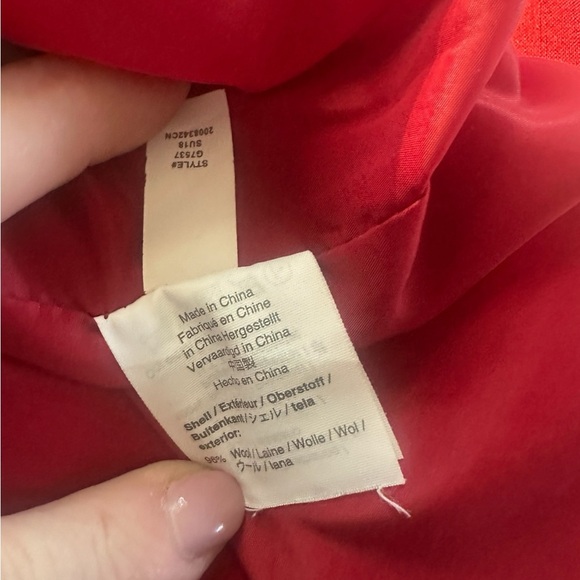 STYLE#
G7537
SU18
2008342CN
Made in China
Fabriqué en Chine
in China Hergestellt
Vervaardigd in China
中国製
Hecho en China
Shell / Extérieur / Oberstoff /
Buitenkant/シェル / tela
exterior:
96% Wool / Laine / Wolle / Wol /
ウール / lana